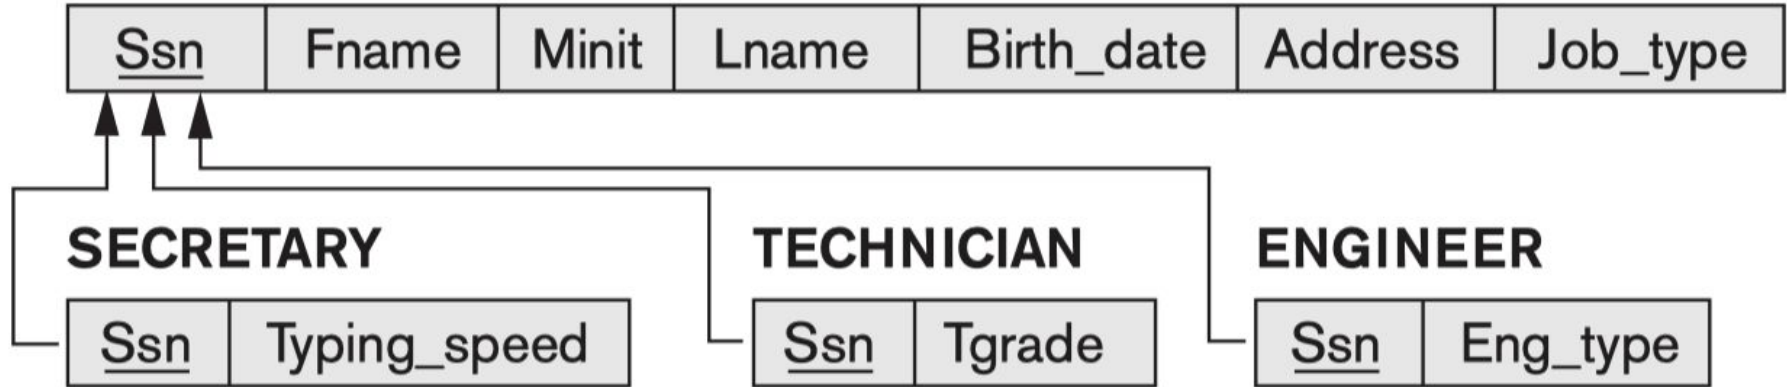 Ssn Fname Minit Lname Birth_date Address Job_type
SECRETARY TECHNICIAN ENGINEER
Ssn Typing_speed Ssn Tgrade Ssn Eng_type